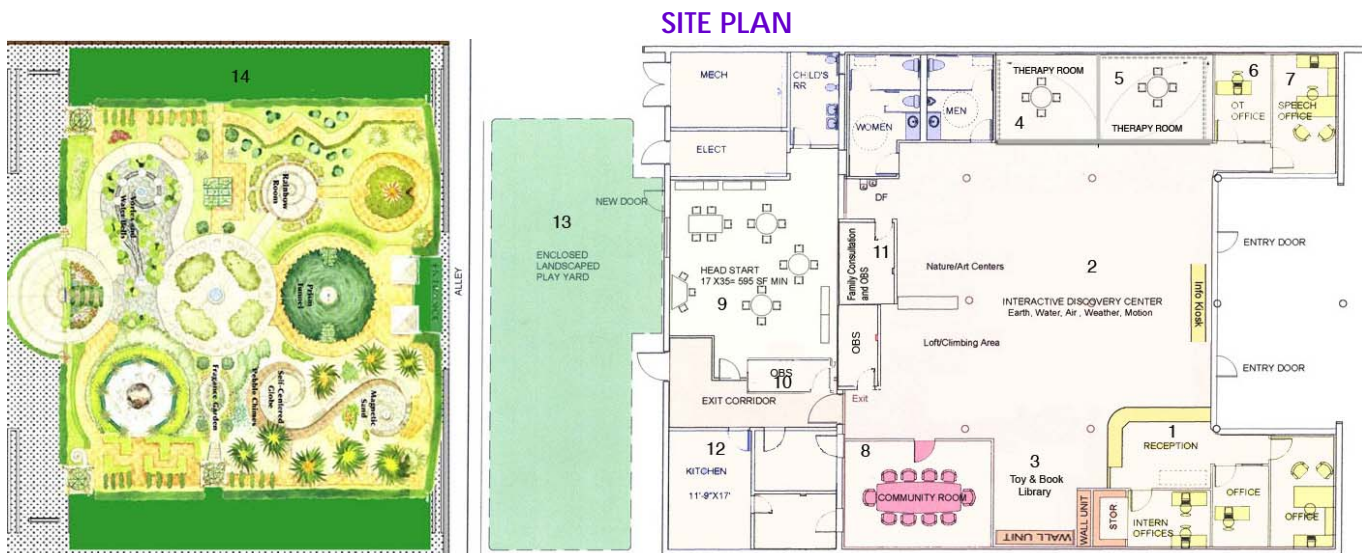 SITE PLAN
14
Rainbow
Room
Vortex and
Water Bells
Prism
Tunnel
Fragance Garden
Self-Centered
Globe
Pebble Chimes
Magnetic
Sand
ALLEY
13
ENCLOSED
LANDSCAPED
PLAY YARD
NEW DOOR
MECH
ELECT
CHILD'S
RR
WOMEN
MEN
THERAPY ROOM
4
5
THERAPY ROOM
6
OT
OFFICE
7
SPEECH
OFFICE
DF
HEAD START
17 X35= 595 SF MIN
9
11
Family Consultation
and OBS
OBS
OBS
10
EXIT CORRIDOR
Exit
Nature/Art Centers
2
INTERACTIVE DISCOVERY CENTER
Earth, Water, Air , Weather, Motion
Loft/Climbing Area
Info Kiosk
ENTRY DOOR
ENTRY DOOR
12
KITCHEN
11'-9"X17'
8
COMMUNITY ROOM
3
Toy & Book
Library
WALL UNIT
WALL UNIT
STOR
1
RECEPTION
INTERN
OFFICES
OFFICE
OFFICE